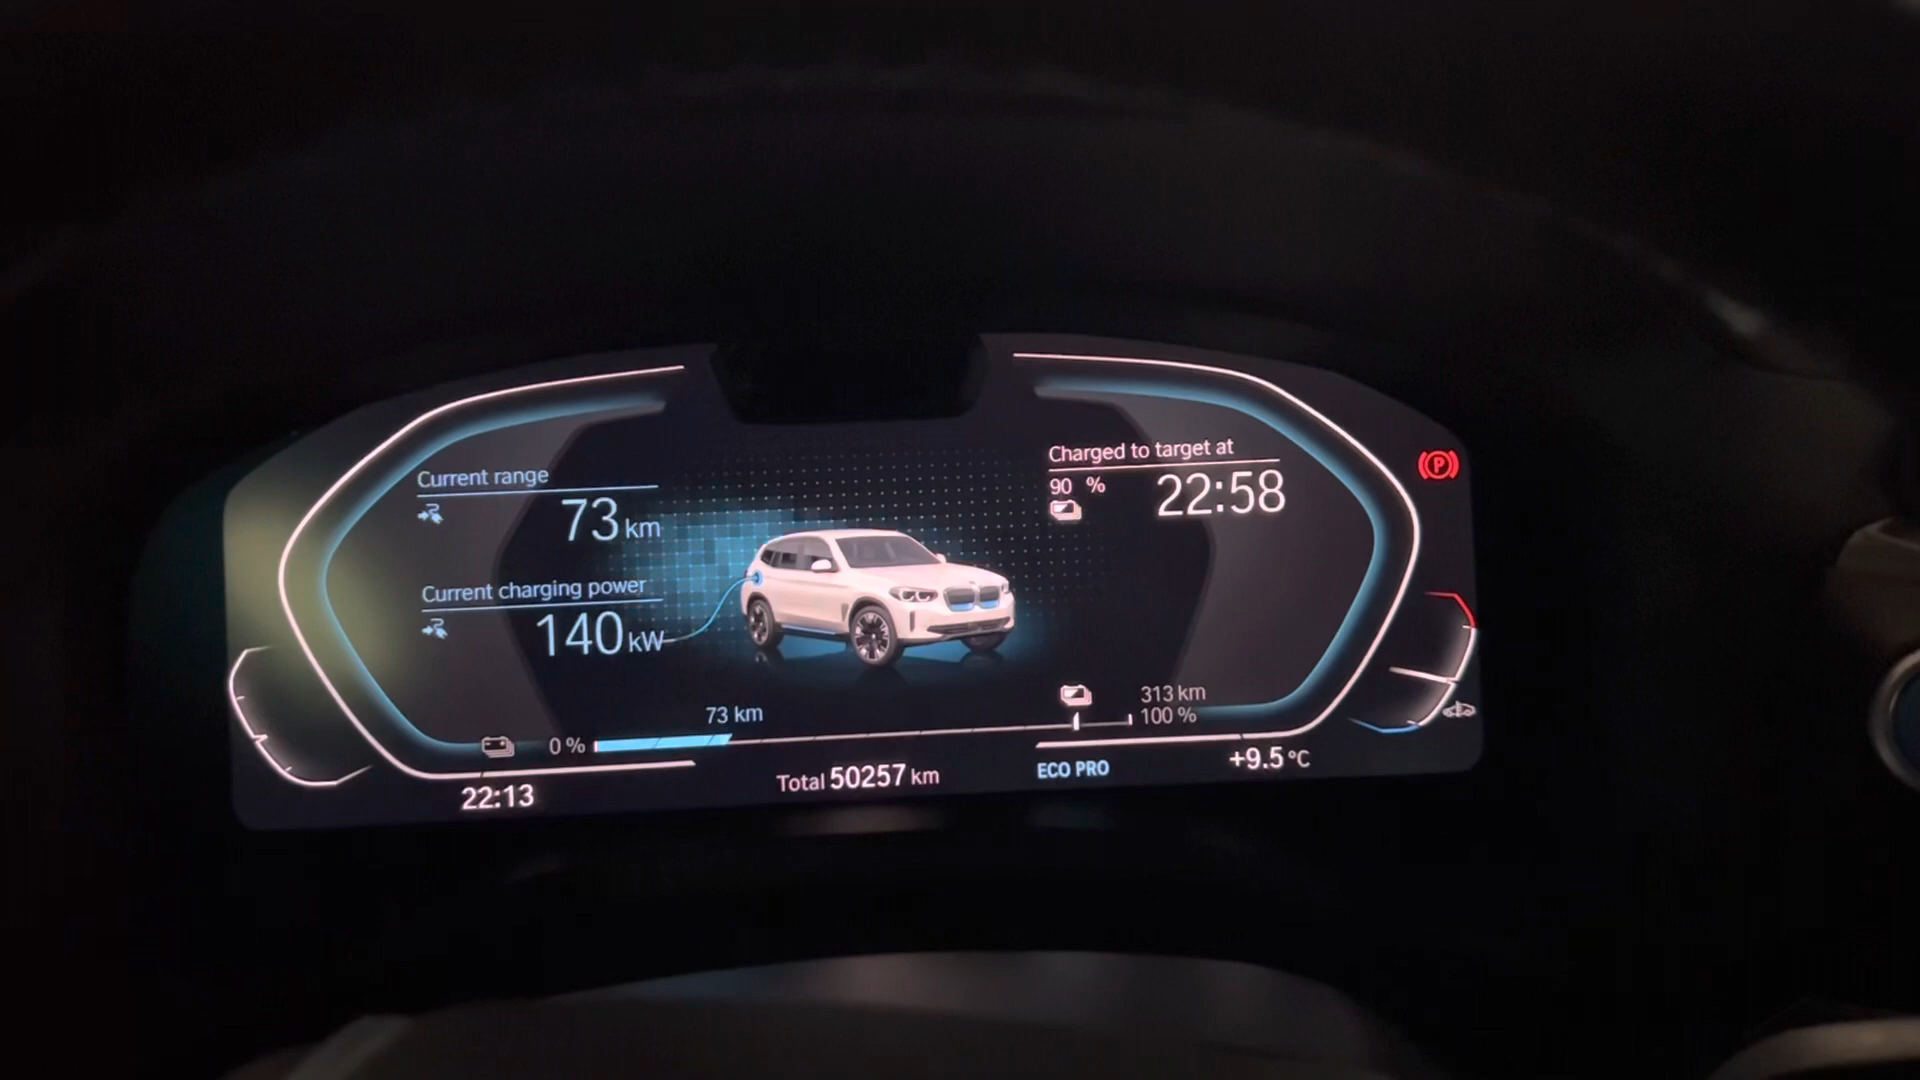 Current range
73 km
Current charging power
140 kW
Charged to target at
90 %
22:58
P
73 km
313 km
0 %
100 %
22:13
Total 50257 km
ECO PRO
+9.5 °C